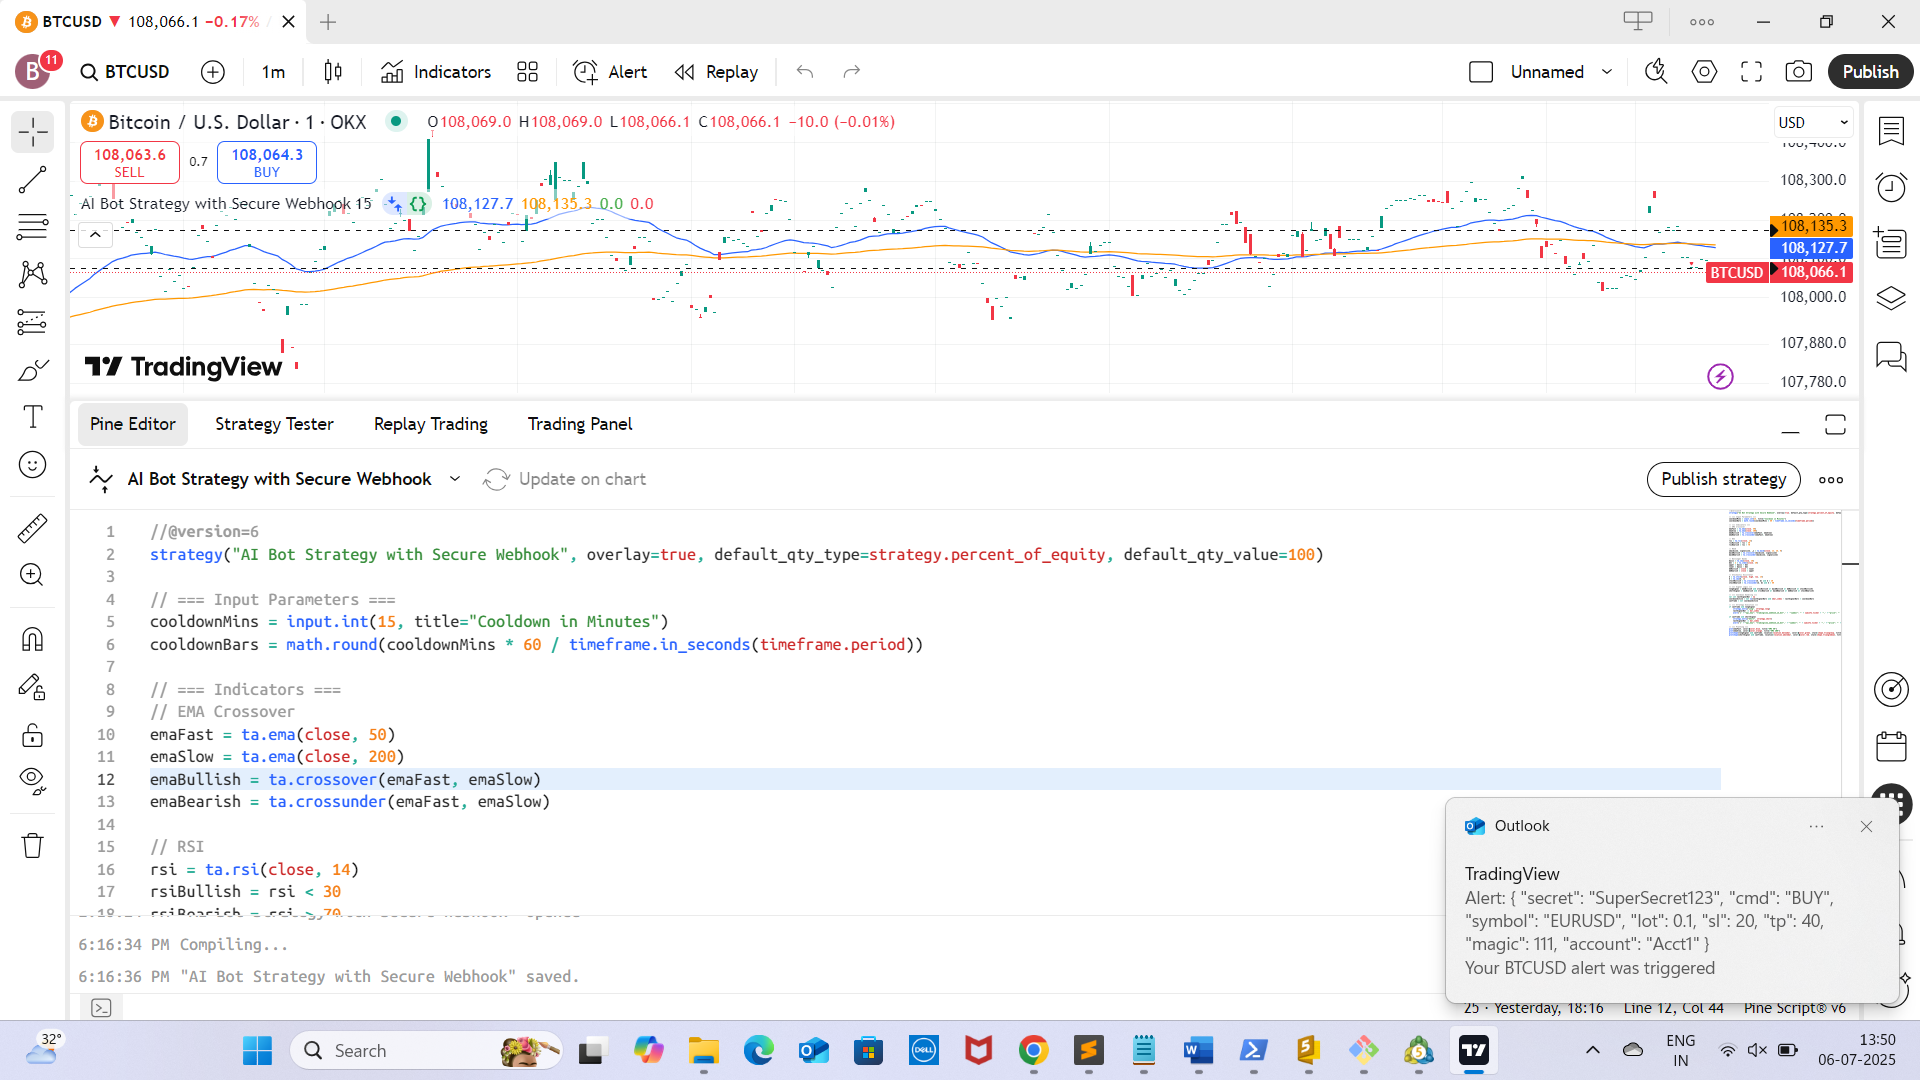 BTCUSD ▼ 108,066.1 −0.17% /
B 11 BTCUSD 1m Indicators Alert Replay Unnamed Publish
Bitcoin / U.S. Dollar · 1 · OKX O108,069.0 H108,069.0 L108,066.1 C108,066.1 −10.0 (−0.01%)
USD
108,063.6
SELL
0.7
108,064.3
BUY
AI Bot Strategy with Secure Webhook 15 108,127.7 108,135.3 0.0 0.0
108,300.0
108,135.3
108,127.7
BTCUSD 108,066.1
108,000.0
107,880.0
107,780.0
TradingView
Pine Editor Strategy Tester Replay Trading Trading Panel
AI Bot Strategy with Secure Webhook Update on chart Publish strategy
1 //@version=6
2 strategy("AI Bot Strategy with Secure Webhook", overlay=true, default_qty_type=strategy.percent_of_equity, default_qty_value=100)
3
4 // === Input Parameters ===
5 cooldownMins = input.int(15, title="Cooldown in Minutes")
6 cooldownBars = math.round(cooldownMins * 60 / timeframe.in_seconds(timeframe.period))
7
8 // === Indicators ===
9 // EMA Crossover
10 emaFast = ta.ema(close, 50)
11 emaSlow = ta.ema(close, 200)
12 emaBullish = ta.crossover(emaFast, emaSlow)
13 emaBearish = ta.crossunder(emaFast, emaSlow)
14
15 // RSI
16 rsi = ta.rsi(close, 14)
17 rsiBullish = rsi < 30
18 rsiBearish = rsi > 70
6:16:34 PM Compiling...
6:16:36 PM "AI Bot Strategy with Secure Webhook" saved.
Outlook
TradingView
Alert: { "secret": "SuperSecret123", "cmd": "BUY",
"symbol": "EURUSD", "lot": 0.1, "sl": 20, "tp": 40,
"magic": 111, "account": "Acct1" }
Your BTCUSD alert was triggered
25 · Yesterday, 18:16 Line 12, Col 44 Pine Script® v6
32°
Search
DELL
5
5
ENG
IN
13:50
06-07-2025